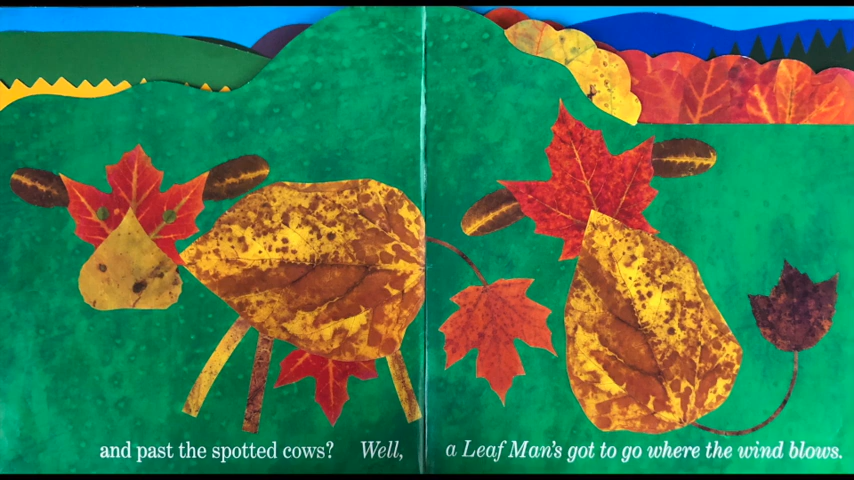 and past the spotted cows? Well, a Leaf Man's got to go where the wind blows.